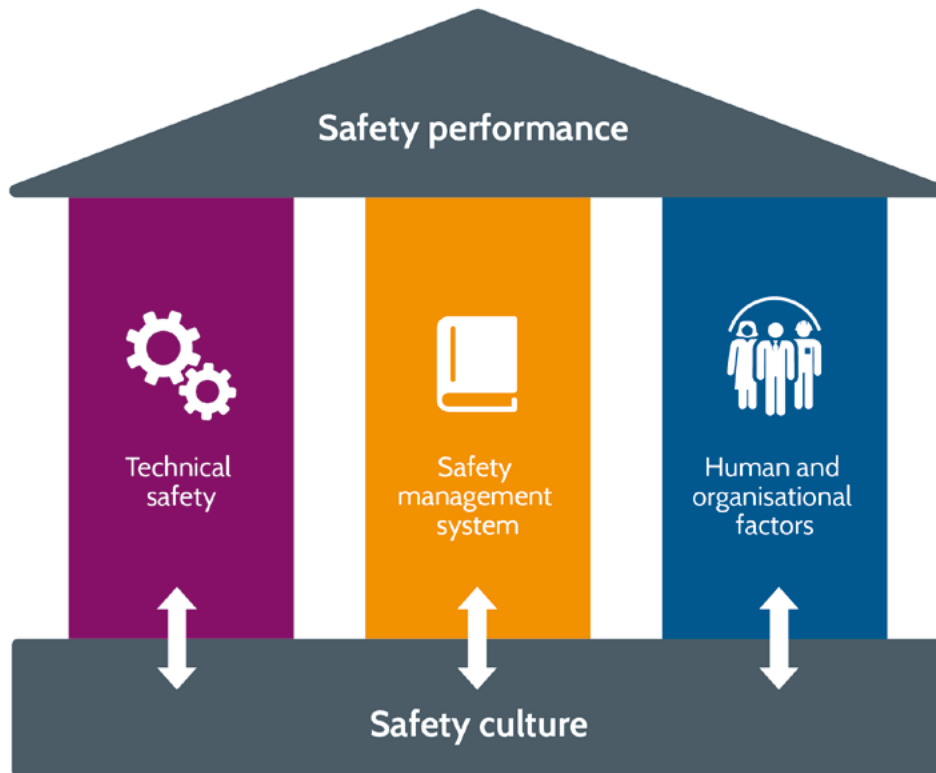 Safety performance
Technical
safety
Safety
management
system
Human and
organisational
factors
Safety culture